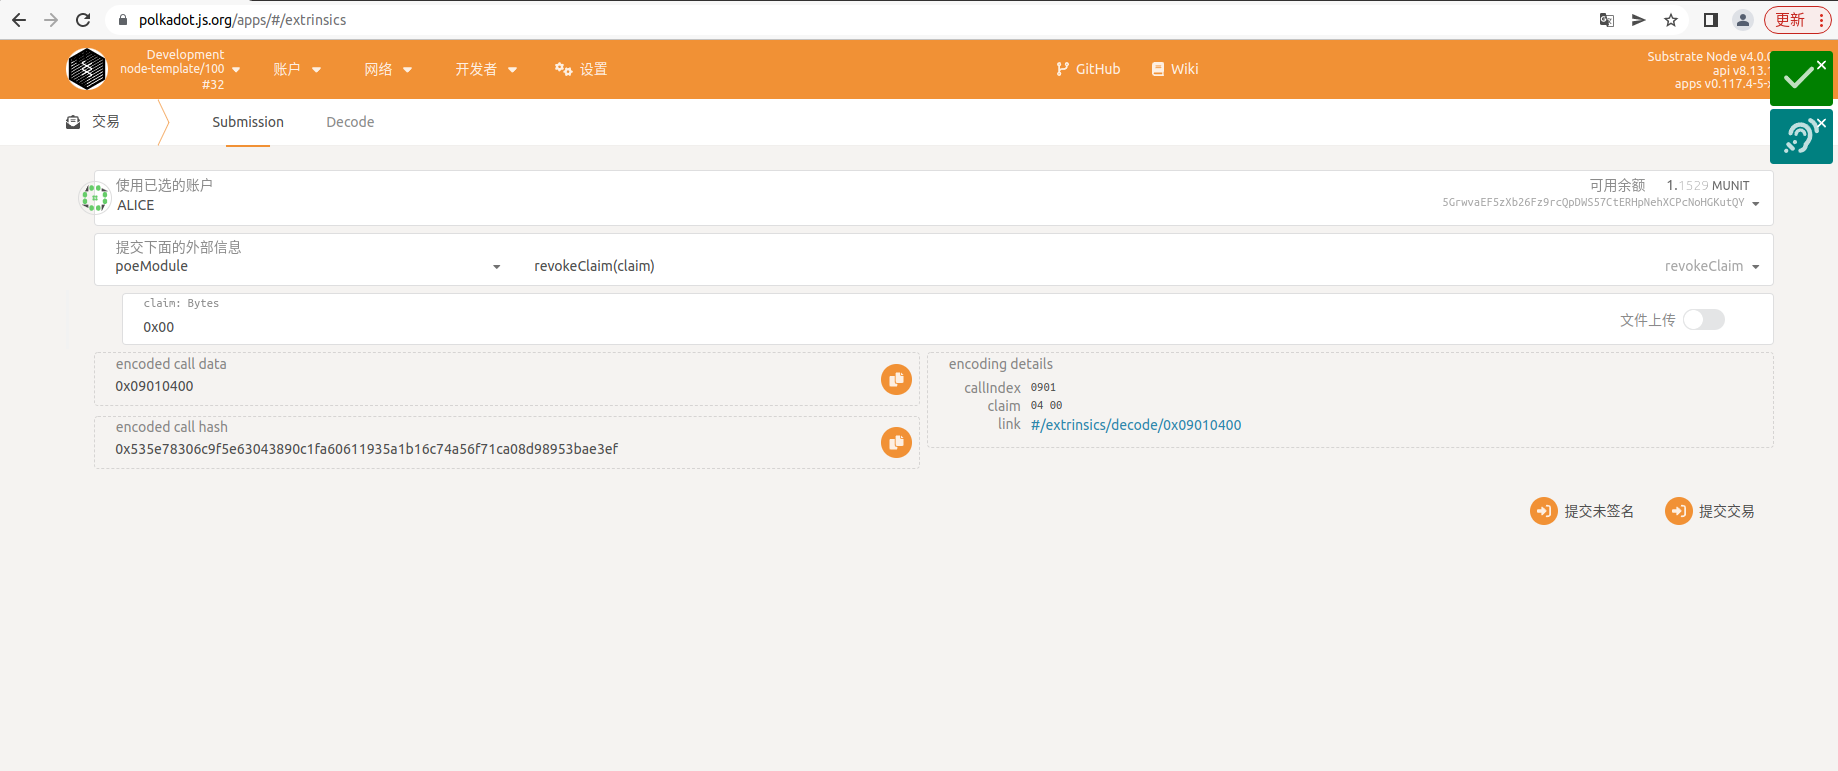 polkadot.js.org/apps/#/extrinsics
更新
Development
node-template/100
#32
账户
网络
开发者
设置
GitHub
Wiki
Substrate Node v4.0.0
api v8.13.1
apps v0.117.4-5-x
交易
Submission
Decode
使用已选的账户
ALICE
可用余额 1.1529 MUNIT
5GrwvaEF5zXb26Fz9rcQpDWS57CtERHpNehXCPcNoHGKutQY
提交下面的外部信息
poeModule
revokeClaim(claim)
revokeClaim
claim: Bytes
0x00
文件上传
encoded call data
0x09010400
encoding details
callIndex 0901
claim 04 00
link #/extrinsics/decode/0x09010400
encoded call hash
0x535e78306c9f5e63043890c1fa60611935a1b16c74a56f71ca08d98953bae3ef
提交未签名
提交交易